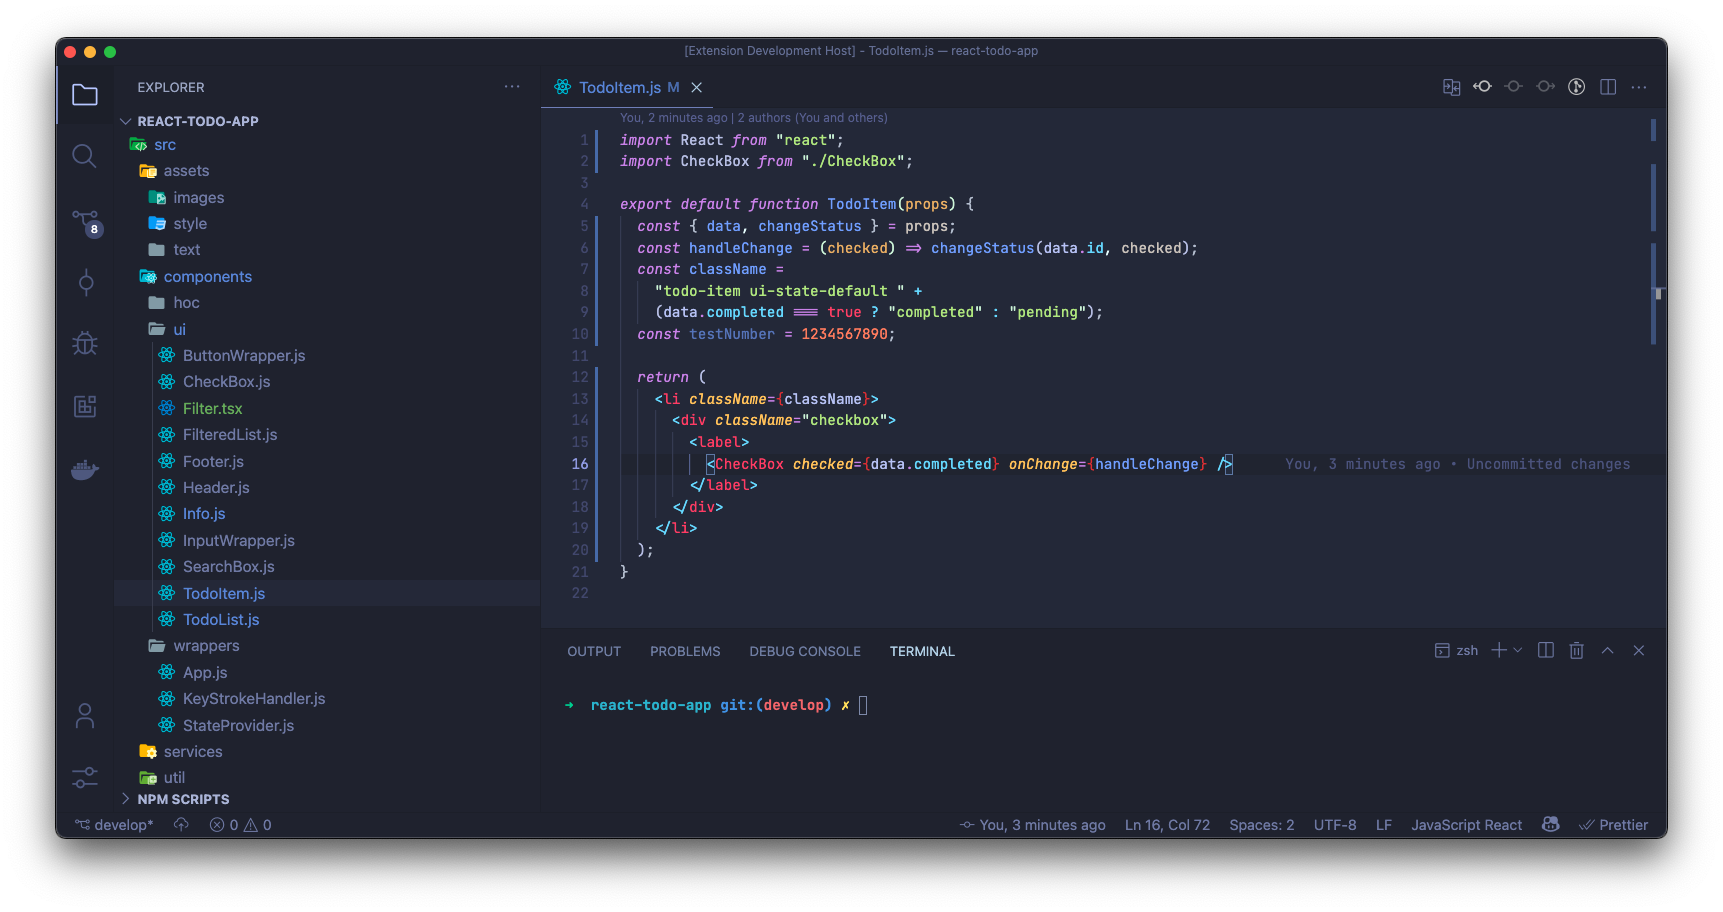 [Extension Development Host] - TodoItem.js — react-todo-app
EXPLORER
REACT-TODO-APP
src
assets
images
style
text
components
hoc
ui
ButtonWrapper.js
CheckBox.js
Filter.tsx
FilteredList.js
Footer.js
Header.js
Info.js
InputWrapper.js
SearchBox.js
TodoItem.js
TodoList.js
wrappers
App.js
KeyStrokeHandler.js
StateProvider.js
services
util
NPM SCRIPTS
8
TodoItem.js M
You, 2 minutes ago | 2 authors (You and others)
1 import React from "react";
2 import CheckBox from "./CheckBox";
3
4 export default function TodoItem(props) {
5 const { data, changeStatus } = props;
6 const handleChange = (checked) => changeStatus(data.id, checked);
7 const className =
8 "todo-item ui-state-default " +
9 (data.completed === true ? "completed" : "pending");
10 const testNumber = 1234567890;
11
12 return (
13 <li className={className}>
14 <div className="checkbox">
15 <label>
16 <CheckBox checked={data.completed} onChange={handleChange} /> You, 3 minutes ago • Uncommitted changes
17 </label>
18 </div>
19 </li>
20 );
21 }
22
OUTPUT PROBLEMS DEBUG CONSOLE TERMINAL zsh
➜ react-todo-app git:(develop) ✗
develop* 0 0 You, 3 minutes ago Ln 16, Col 72 Spaces: 2 UTF-8 LF JavaScript React Prettier